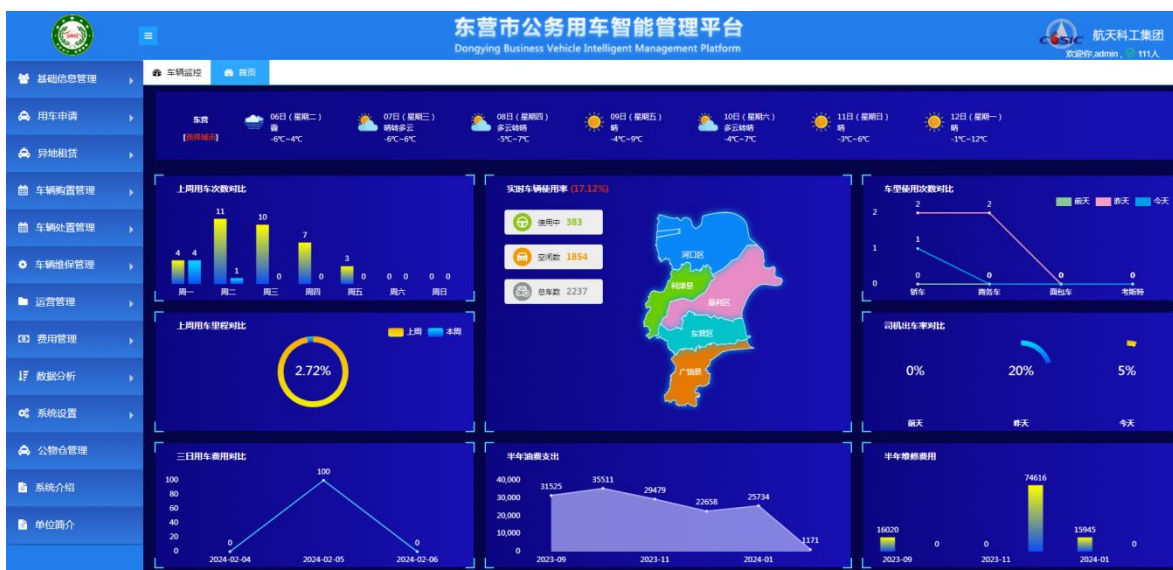 东营市公务用车智能管理平台
Dongying Business Vehicle Intelligent Management Platform
航天科工集团
欢迎你,admin , 111人
基础信息管理
用车申请
异地租赁
车辆购置管理
车辆处置管理
车辆维保管理
运营管理
费用管理
数据分析
系统设置
公物仓管理
系统介绍
单位简介
车辆监控 首页
东营
[选择城市]
06日 ( 星期二 )
霾
-6℃~4℃
07日 ( 星期三 )
晴转多云
-6℃~6℃
08日 ( 星期四 )
多云转晴
-5℃~7℃
09日 ( 星期五 )
晴
-4℃~9℃
10日 ( 星期六 )
多云转晴
-4℃~7℃
11日 ( 星期日 )
晴
-3℃~6℃
12日 ( 星期一 )
晴
-1℃~12℃
上周用车次数对比
4 4 11 1 10 0 7 0 3 0 0 0 0 0
周一 周二 周三 周四 周五 周六 周日
实时车辆使用率 (17.12%)
使用中 383
空闲数 1854
总车数 2237
河口区
利津县
垦利区
东营区
广饶县
车型使用次数对比
前天 昨天 今天
2
1
0
2 2
1
0 0 0 0
轿车 商务车 面包车 考斯特
上周用车里程对比
上周 本周
2.72%
司机出车率对比
0% 20% 5%
前天 昨天 今天
三日用车费用对比
100
80
60
40
20
0
0 100 0
2024-02-04 2024-02-05 2024-02-06
半年油费支出
40,000
30,000
20,000
10,000
0
31525 35511 29479 22658 25734 1171
2023-09 2023-11 2024-01
半年维修费用
16020 0 0 74616 15945 0
2023-09 2023-11 2024-01